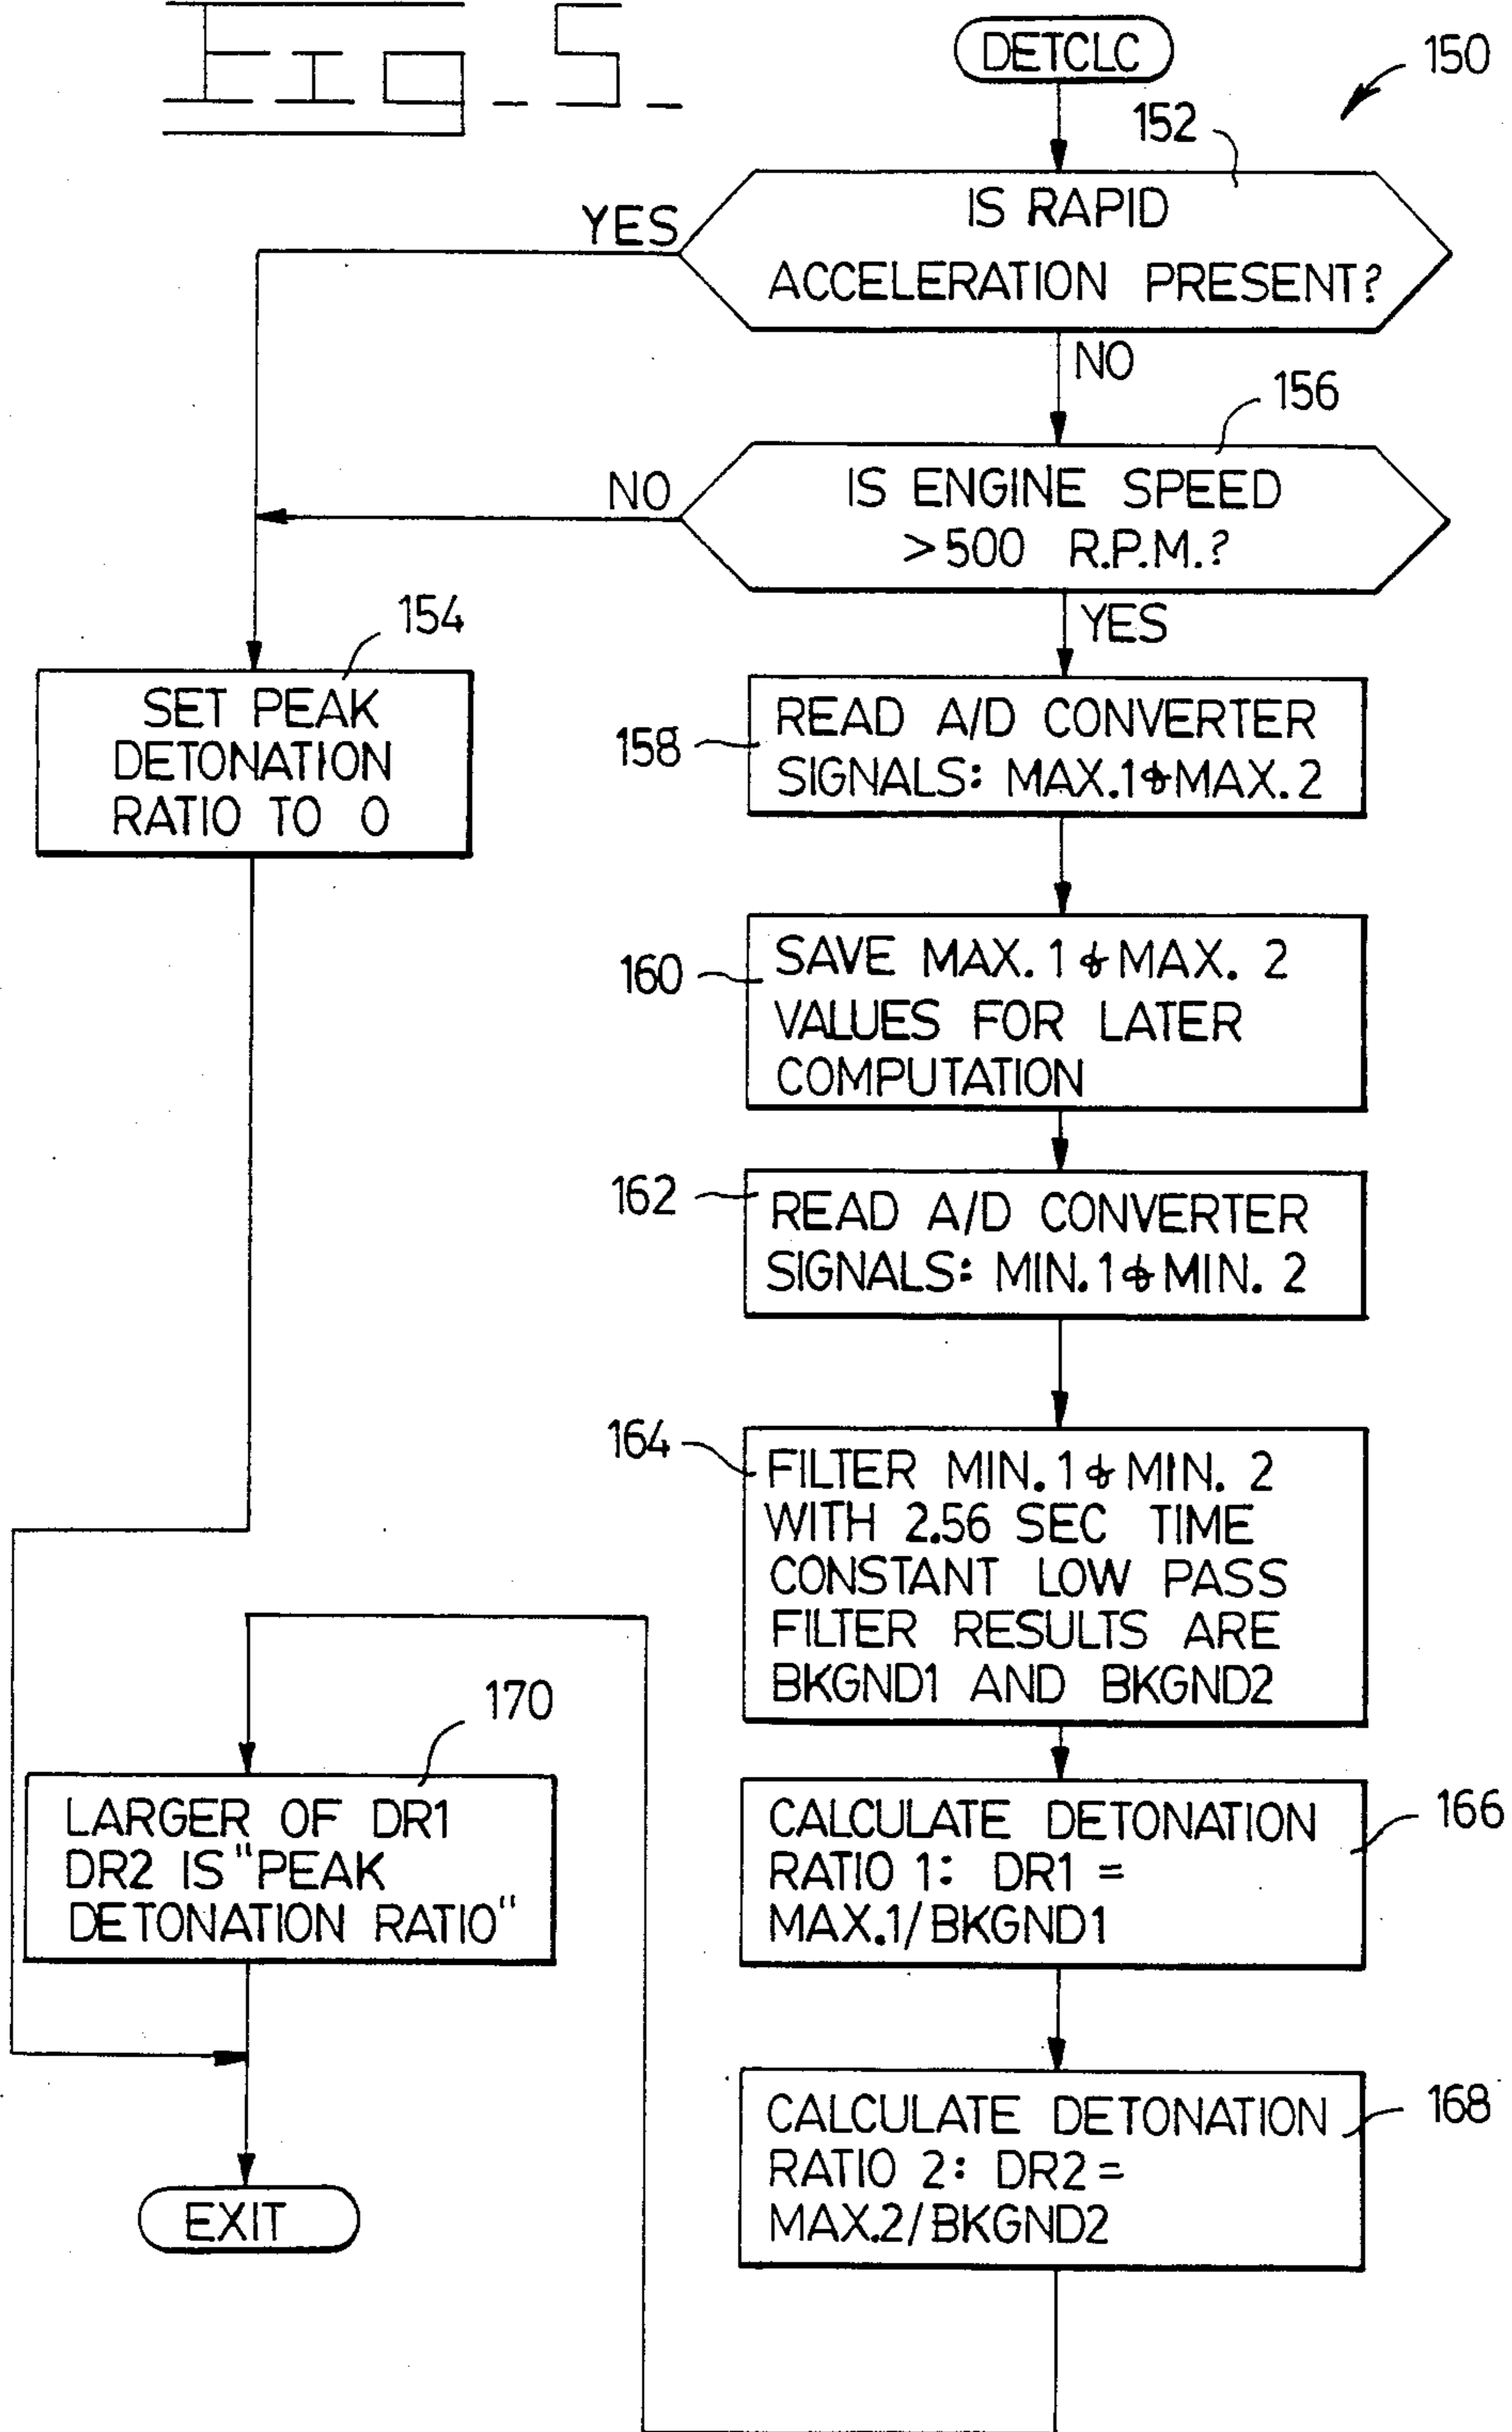 FIG 5
DETCLC
150
152
IS RAPID
ACCELERATION PRESENT?
YES
NO
156
IS ENGINE SPEED
>500 R.P.M.?
NO
YES
154
SET PEAK
DETONATION
RATIO TO 0
158
READ A/D CONVERTER
SIGNALS: MAX.1 & MAX. 2
160
SAVE MAX. 1 & MAX. 2
VALUES FOR LATER
COMPUTATION
162
READ A/D CONVERTER
SIGNALS: MIN.1 & MIN. 2
164
FILTER MIN. 1 & MIN. 2
WITH 2.56 SEC TIME
CONSTANT LOW PASS
FILTER RESULTS ARE
BKGND1 AND BKGND2
166
CALCULATE DETONATION
RATIO 1: DR1 =
MAX.1/BKGND1
168
CALCULATE DETONATION
RATIO 2: DR2 =
MAX.2/BKGND2
170
LARGER OF DR1
DR2 IS "PEAK
DETONATION RATIO"
EXIT